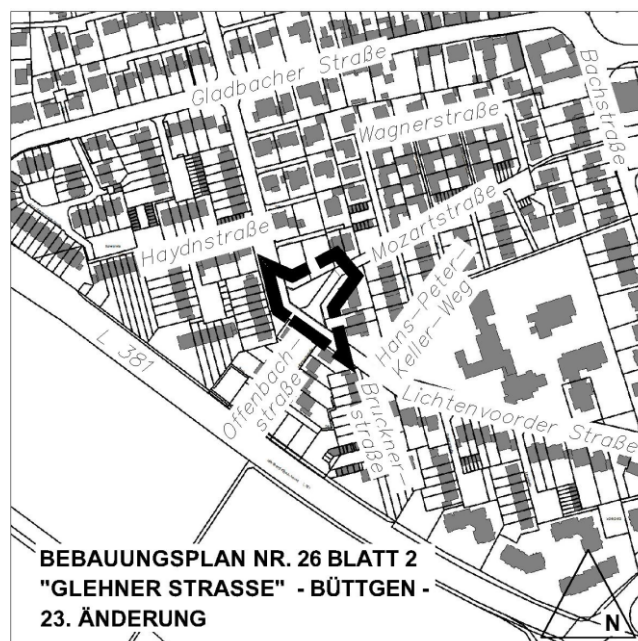 Gladbacher Straße
Bachstraße
Wagnerstraße
Mozartstraße
Haydnstraße
Hans-Peter-
Keller-Weg
L 381
Offenbach-
straße
Bruckner-
straße
Lichtenvoorder Straße
BEBAUUNGSPLAN NR. 26 BLATT 2
"GLEHNER STRASSE" - BÜTTGEN -
23. ÄNDERUNG
N